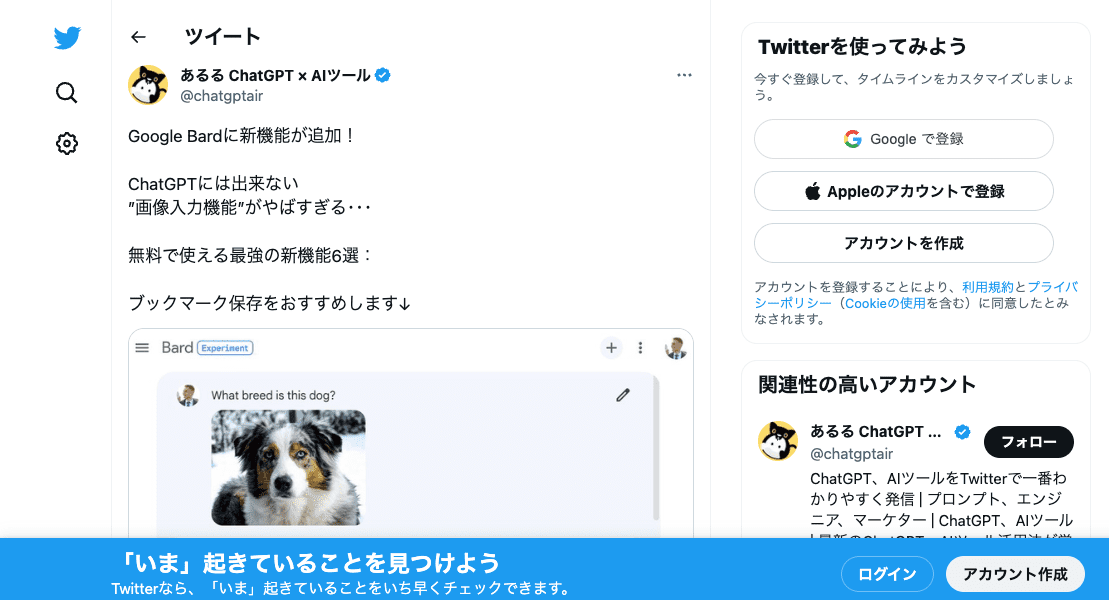 ツイート
あるる ChatGPT × AIツール
@chatgptair
Google Bardに新機能が追加！
ChatGPTには出来ない
”画像入力機能”がやばすぎる･･･
無料で使える最強の新機能6選：
ブックマーク保存をおすすめします↓
Bard Experiment
What breed is this dog?
Twitterを使ってみよう
今すぐ登録して、タイムラインをカスタマイズしましょ
う。
Google で登録
Appleのアカウントで登録
アカウントを作成
アカウントを登録することにより、利用規約とプライバ
シーポリシー（Cookieの使用を含む）に同意したとみ
なされます。
関連性の高いアカウント
あるる ChatGPT ...
@chatgptair
フォロー
ChatGPT、AIツールをTwitterで一番わ
かりやすく発信 | プロンプト、エンジ
ニア、マーケター | ChatGPT、AIツール
「いま」起きていることを見つけよう
Twitterなら、「いま」起きていることをいち早くチェックできます。
ログイン
アカウント作成